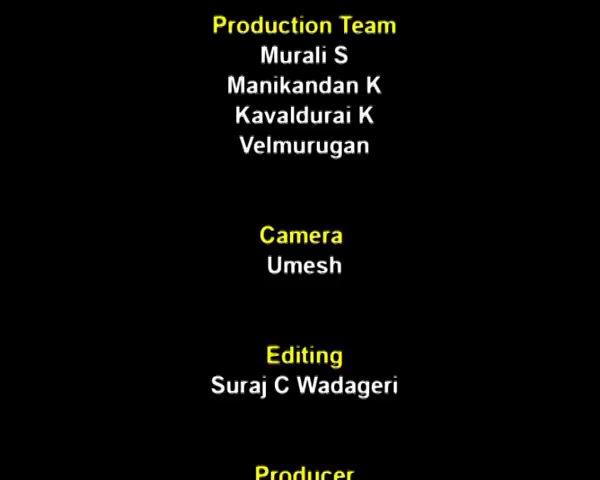 Production Team
Murali S
Manikandan K
Kavaldurai K
Velmurugan
Camera
Umesh
Editing
Suraj C Wadageri
Producer